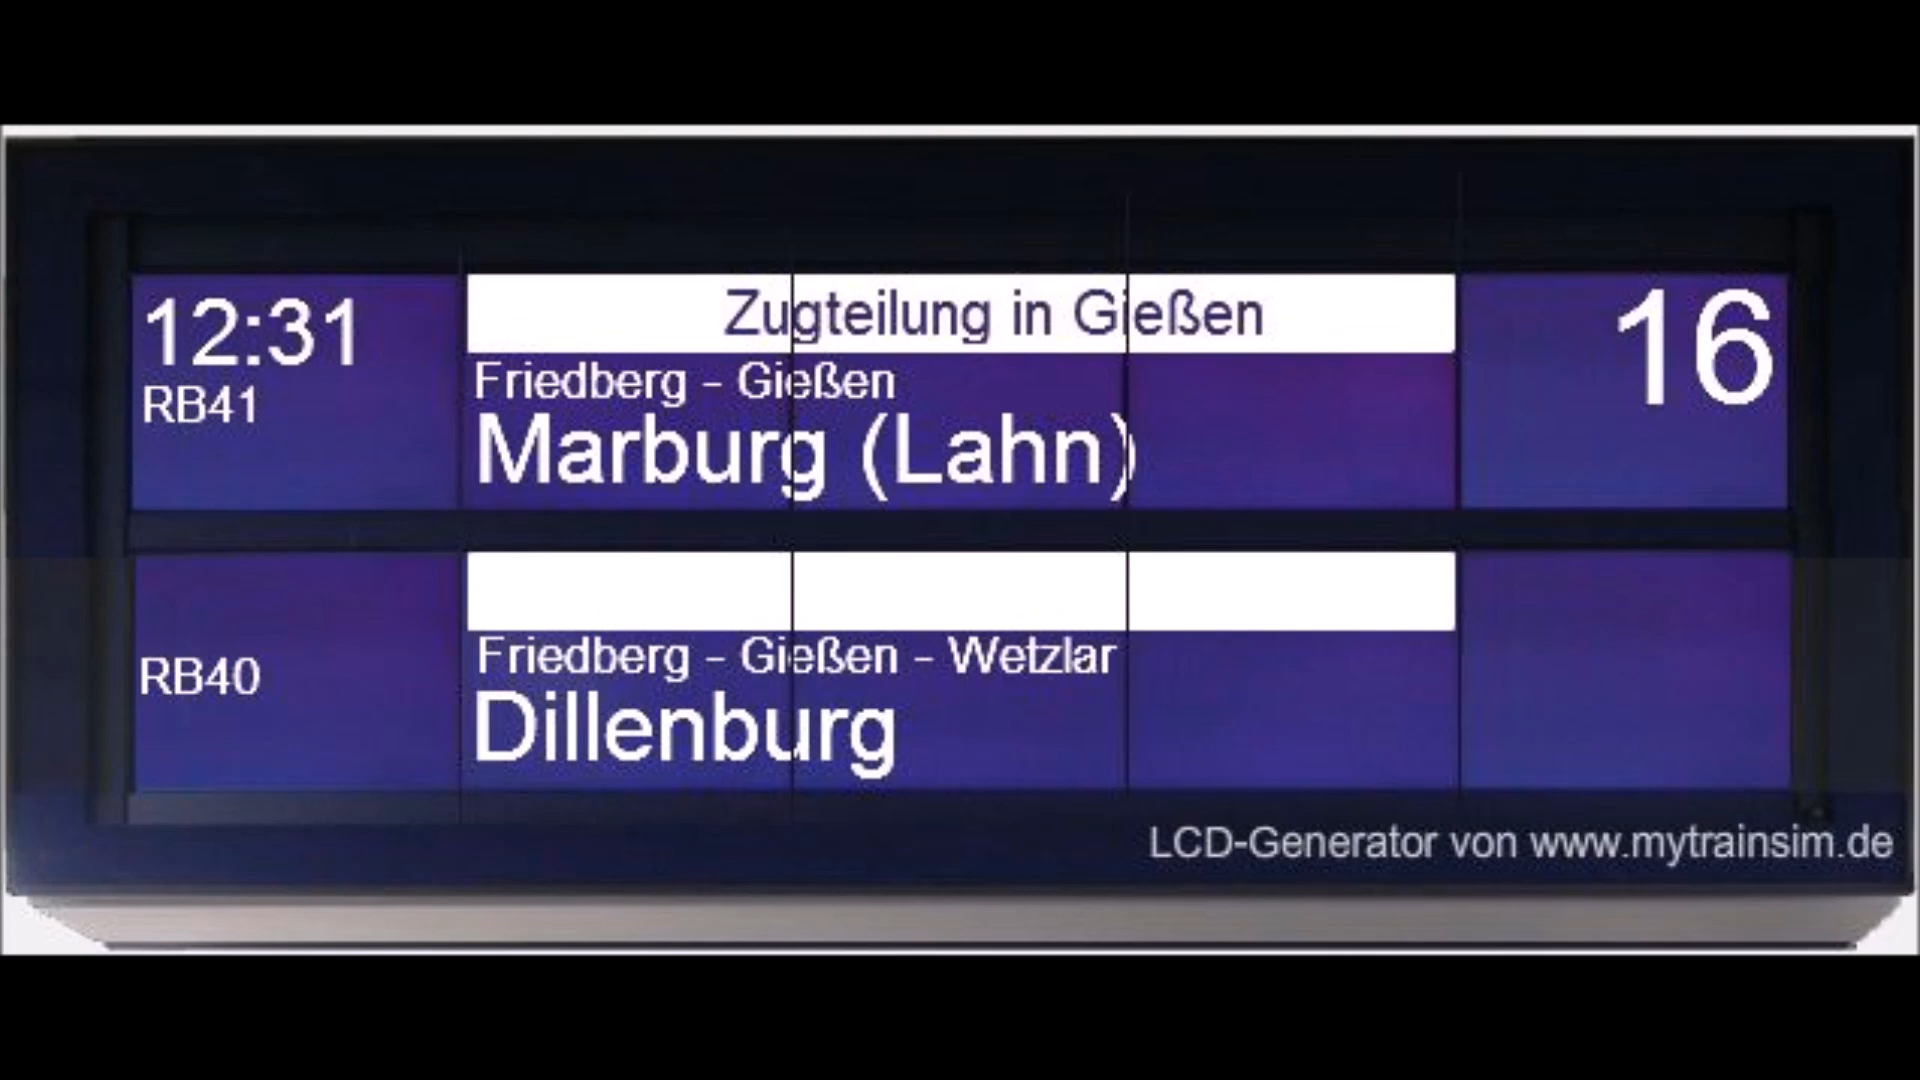 12:31
Zugteilung in Gießen
16
RB41
Friedberg - Gießen
Marburg (Lahn)
RB40
Friedberg - Gießen - Wetzlar
Dillenburg
LCD-Generator von www.mytrainsim.de